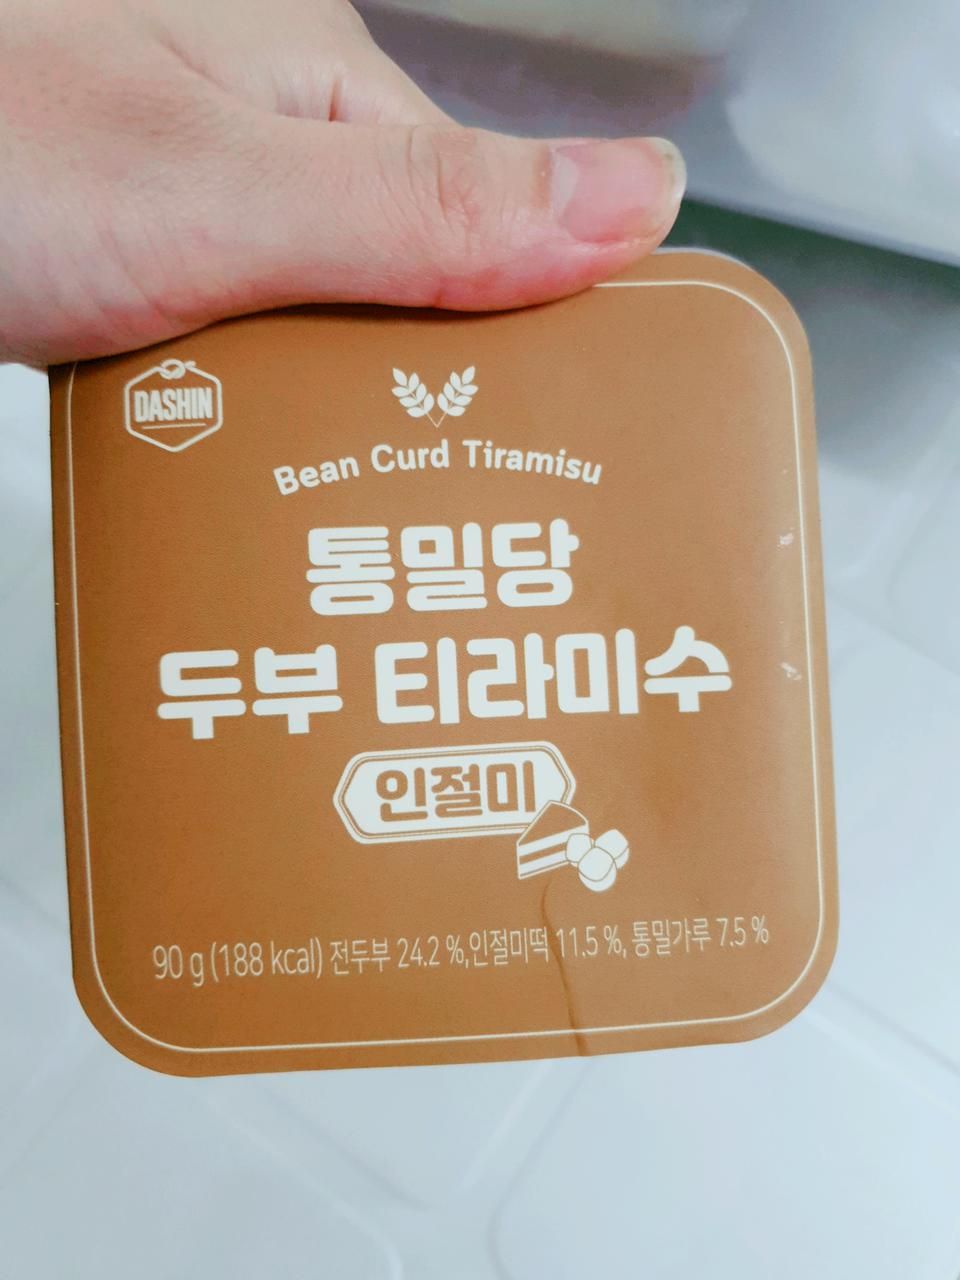 DASHIN
Bean Curd Tiramisu
통밀당
두부 티라미수
인절미
90 g (188 kcal) 전두부 24.2 %,인절미떡 11.5 %, 통밀가루 7.5 %